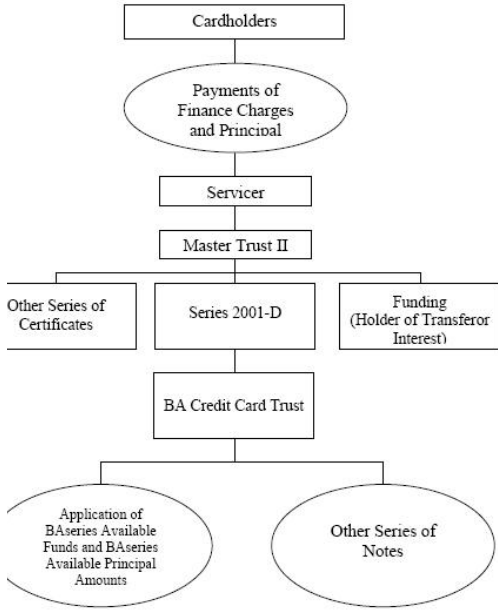 Cardholders
Payments of
Finance Charges
and Principal
Servicer
Master Trust II
Other Series of
Certificates
Series 2001-D
Funding
(Holder of Transferor
Interest)
BA Credit Card Trust
Application of
BAseries Available
Funds and BAseries
Available Principal
Amounts
Other Series of
Notes